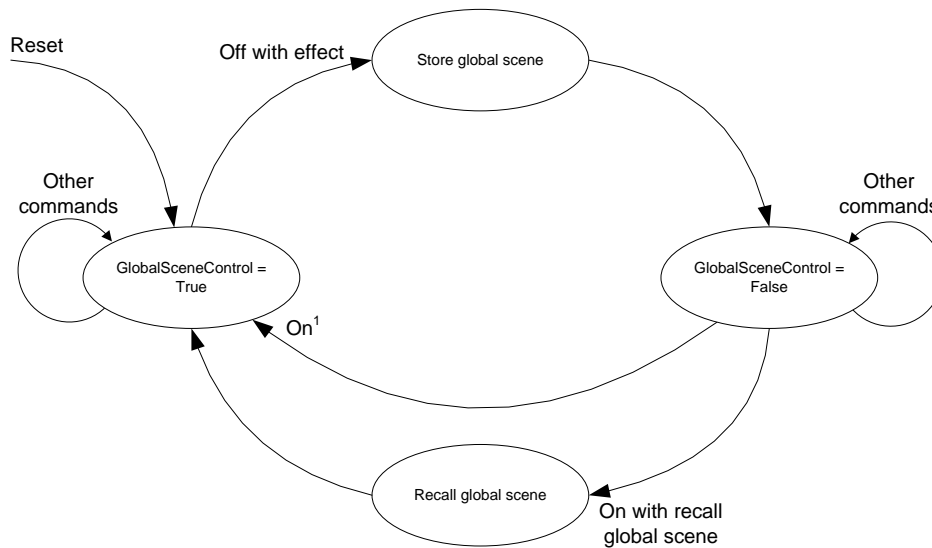 Reset
Off with effect
Store global scene
Other
commands
Other
commands
GlobalSceneControl =
True
GlobalSceneControl =
False
On¹
Recall global scene
On with recall
global scene